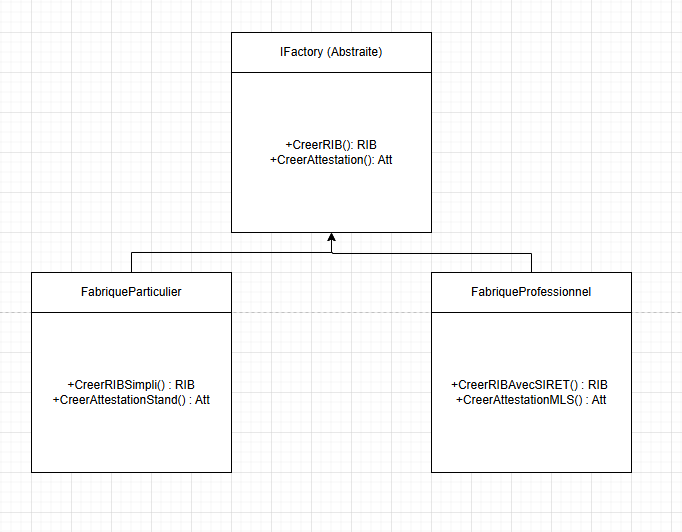 IFactory (Abstraite)
+CreerRIB(): RIB
+CreerAttestation(): Att
FabriqueParticulier
+CreerRIBSimpli() : RIB
+CreerAttestationStand() : Att
FabriqueProfessionnel
+CreerRIBAvecSIRET() : RIB
+CreerAttestationMLS() : Att